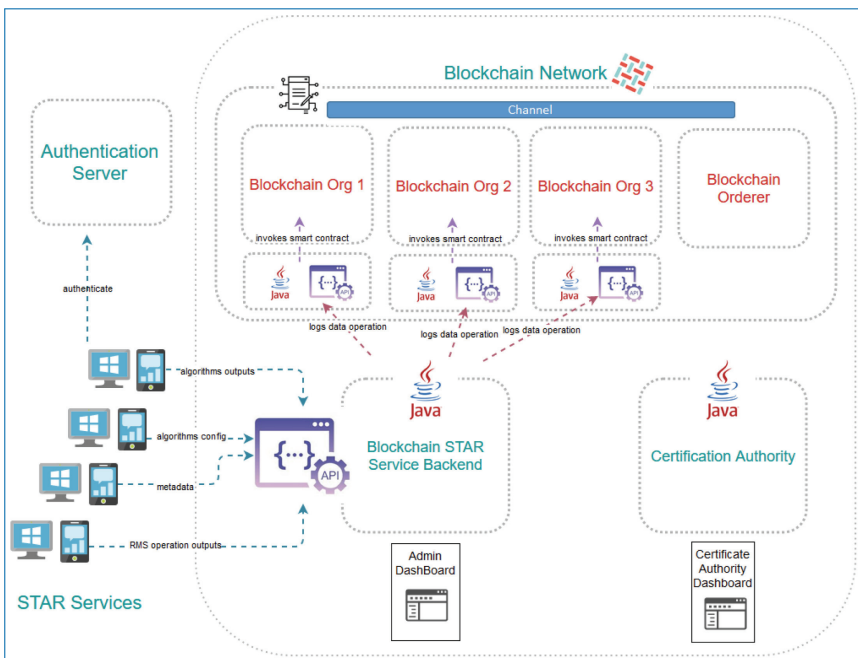 Blockchain Network
Channel
Authentication
Server
Blockchain Org 1
Blockchain Org 2
Blockchain Org 3
Blockchain
Orderer
invokes smart contract
invokes smart contract
invokes smart contract
Java
API
Java
API
Java
API
authenticate
logs data operation
logs data operation
logs data operation
algorithms outputs
algorithms config
metadata
RMS operation outputs
{···}
API
Java
Blockchain STAR
Service Backend
Java
Certification Authority
Admin
DashBoard
Certificate
Authority
Dashboard
STAR Services